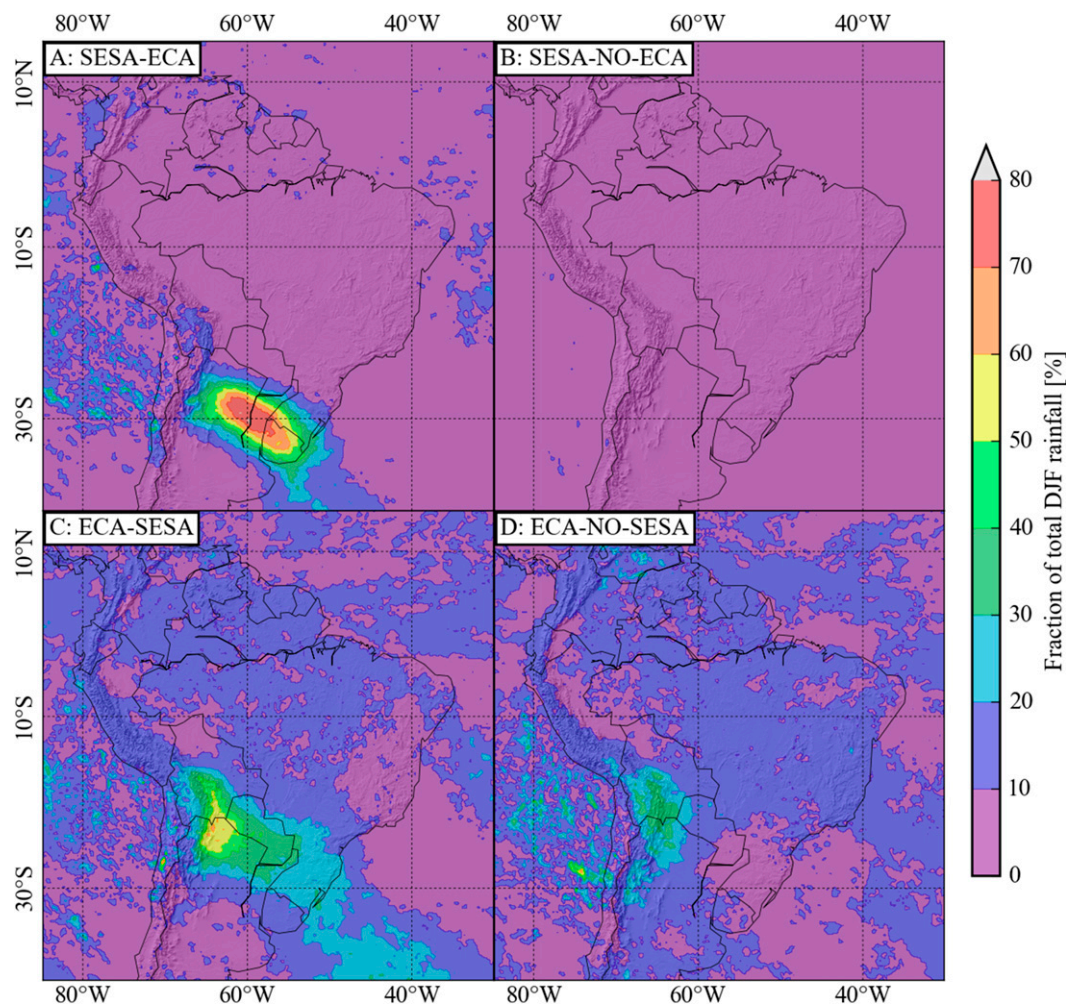 80°W 60°W 40°W 80°W 60°W 40°W
A: SESA-ECA B: SESA-NO-ECA
10°N
10°S
30°S
C: ECA-SESA D: ECA-NO-SESA
10°N
10°S
30°S
80°W 60°W 40°W 80°W 60°W 40°W
80
70
60
50
40
30
20
10
0
Fraction of total DJF rainfall [%]